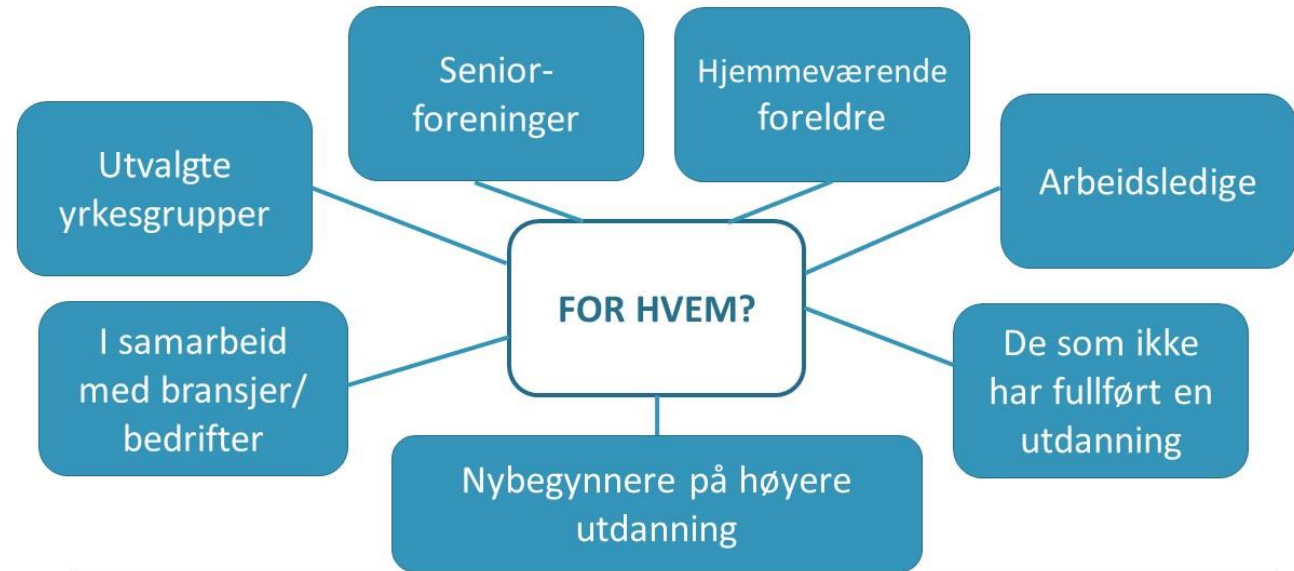 Senior-
foreninger
Hjemmeværende
foreldre
Utvalgte
yrkesgrupper
Arbeidsledige
FOR HVEM?
I samarbeid
med bransjer/
bedrifter
De som ikke
har fullført en
utdanning
Nybegynnere på høyere
utdanning